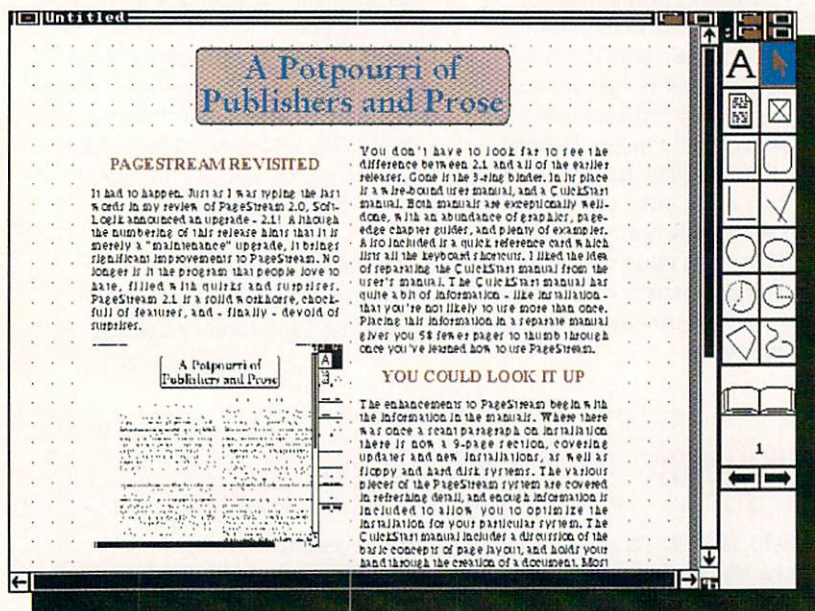 Untitled
A Potpourri of
Publishers and Prose
PAGESTREAM REVISITED
It had to happen. Just as I was typing the last
words in my review of PageStream 2.0, Soft-
Logik announced an upgrade - 2.1! Although
the numbering of this release hints that it is
merely a "maintenance" upgrade, it brings
significant improvements to PageStream. No
longer is it the program that people love to
hate, filled with quirks and surprises.
PageStream 2.1 is a solid workhorse, chock-
full of features, and - finally - devoid of
surprises.
A Potpourri of
Publishers and Prose
You don't have to look far to see the
difference between 2.1 and all of the earlier
releases. Gone is the 3-ring binder. In its place
is a wire-bound user manual, and a QuickStart
manual. Both manuals are exceptionally well-
done, with an abundance of graphics, page-
edge chapter guides, and plenty of examples.
Also included is a quick reference card which
lists all the keyboard shortcuts. I liked the idea
of separating the QuickStart manual from the
user's manual. The QuickStart manual has
quite a bit of information - like installation -
that you're not likely to use more than once.
Placing this information in a separate manual
gives you 58 fewer pages to thumb through
once you've learned how to use PageStream.
YOU COULD LOOK IT UP
The enhancements to PageStream begin with
the information in the manuals. Where there
was once a scant paragraph on installation
there is now a 9-page section, covering
updates and new installations, as well as
floppy and hard disk systems. The various
pieces of the PageStream system are covered
in refreshing detail, and enough information is
included to allow you to optimize the
installation for your particular system. The
QuickStart manual includes a discussion of the
basic concepts of page layout, and holds your
hand through the creation of a document. Most
A
A
1